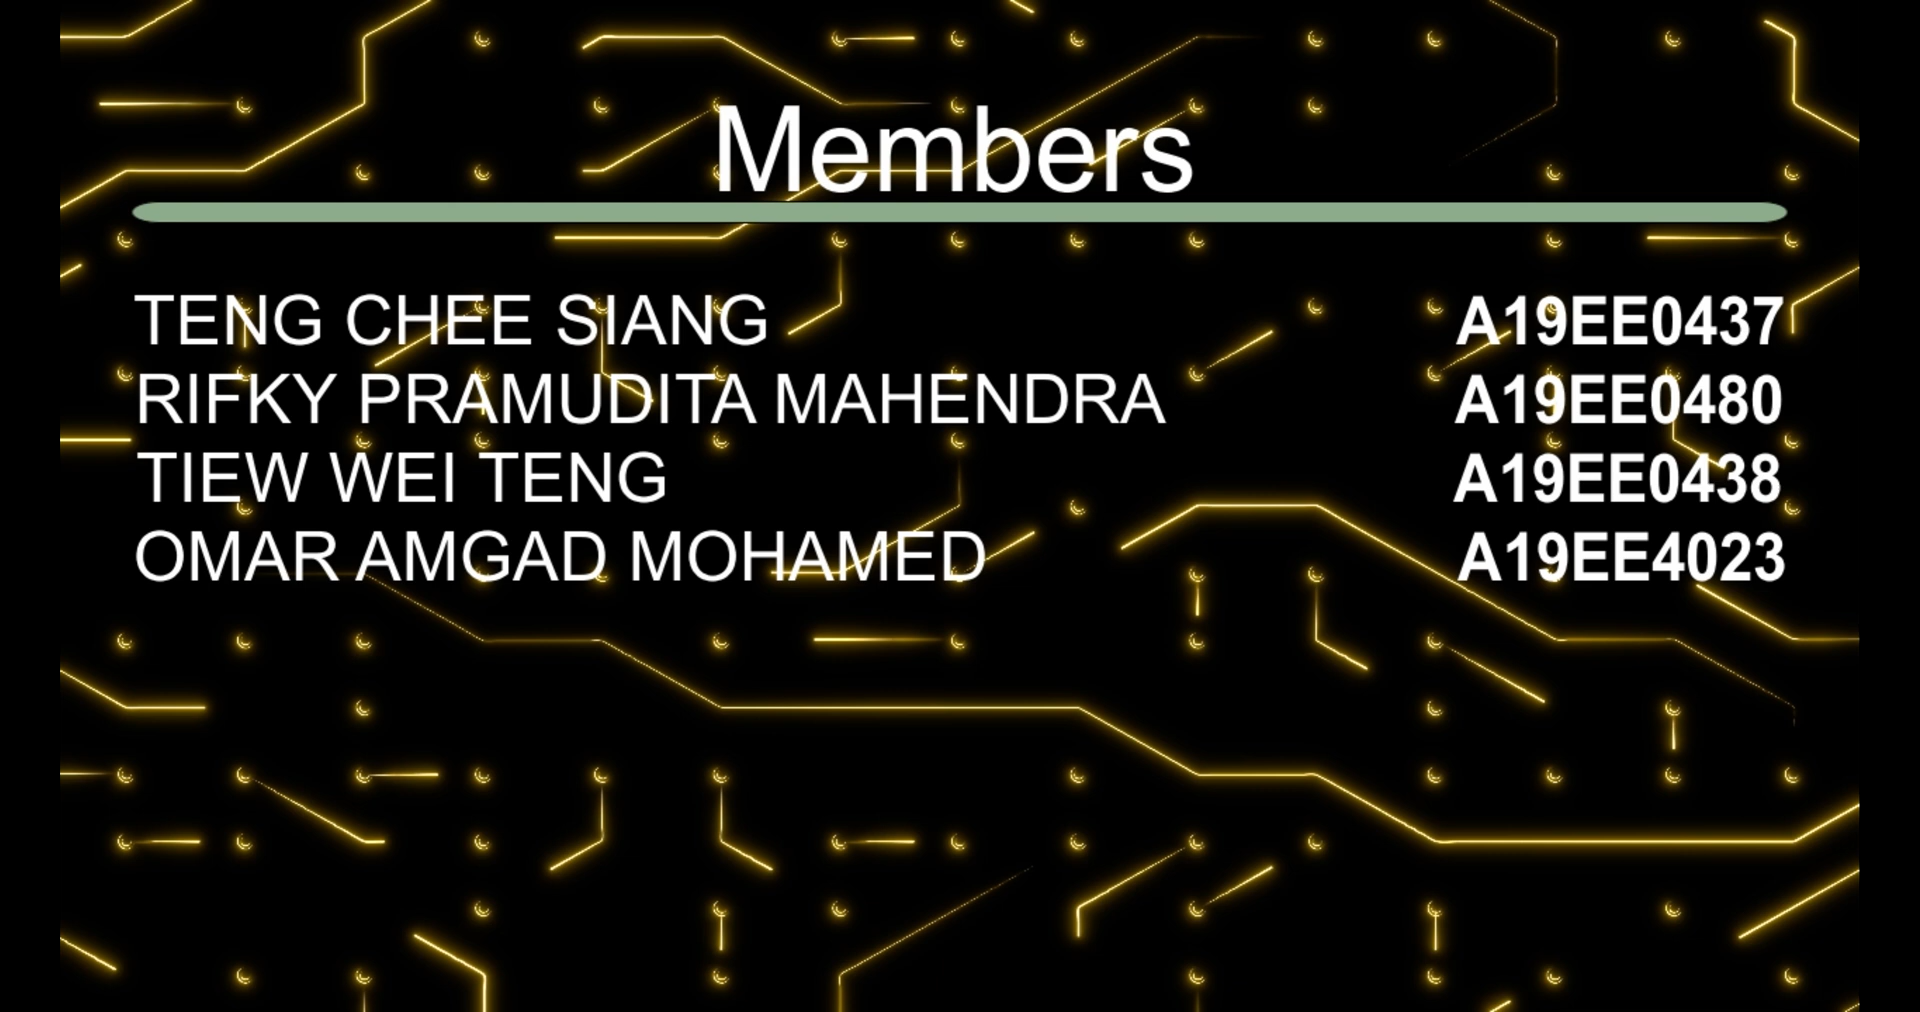 Members
TENG CHEE SIANG A19EE0437
RIFKY PRAMUDITA MAHENDRA A19EE0480
TIEW WEI TENG A19EE0438
OMAR AMGAD MOHAMED A19EE4023